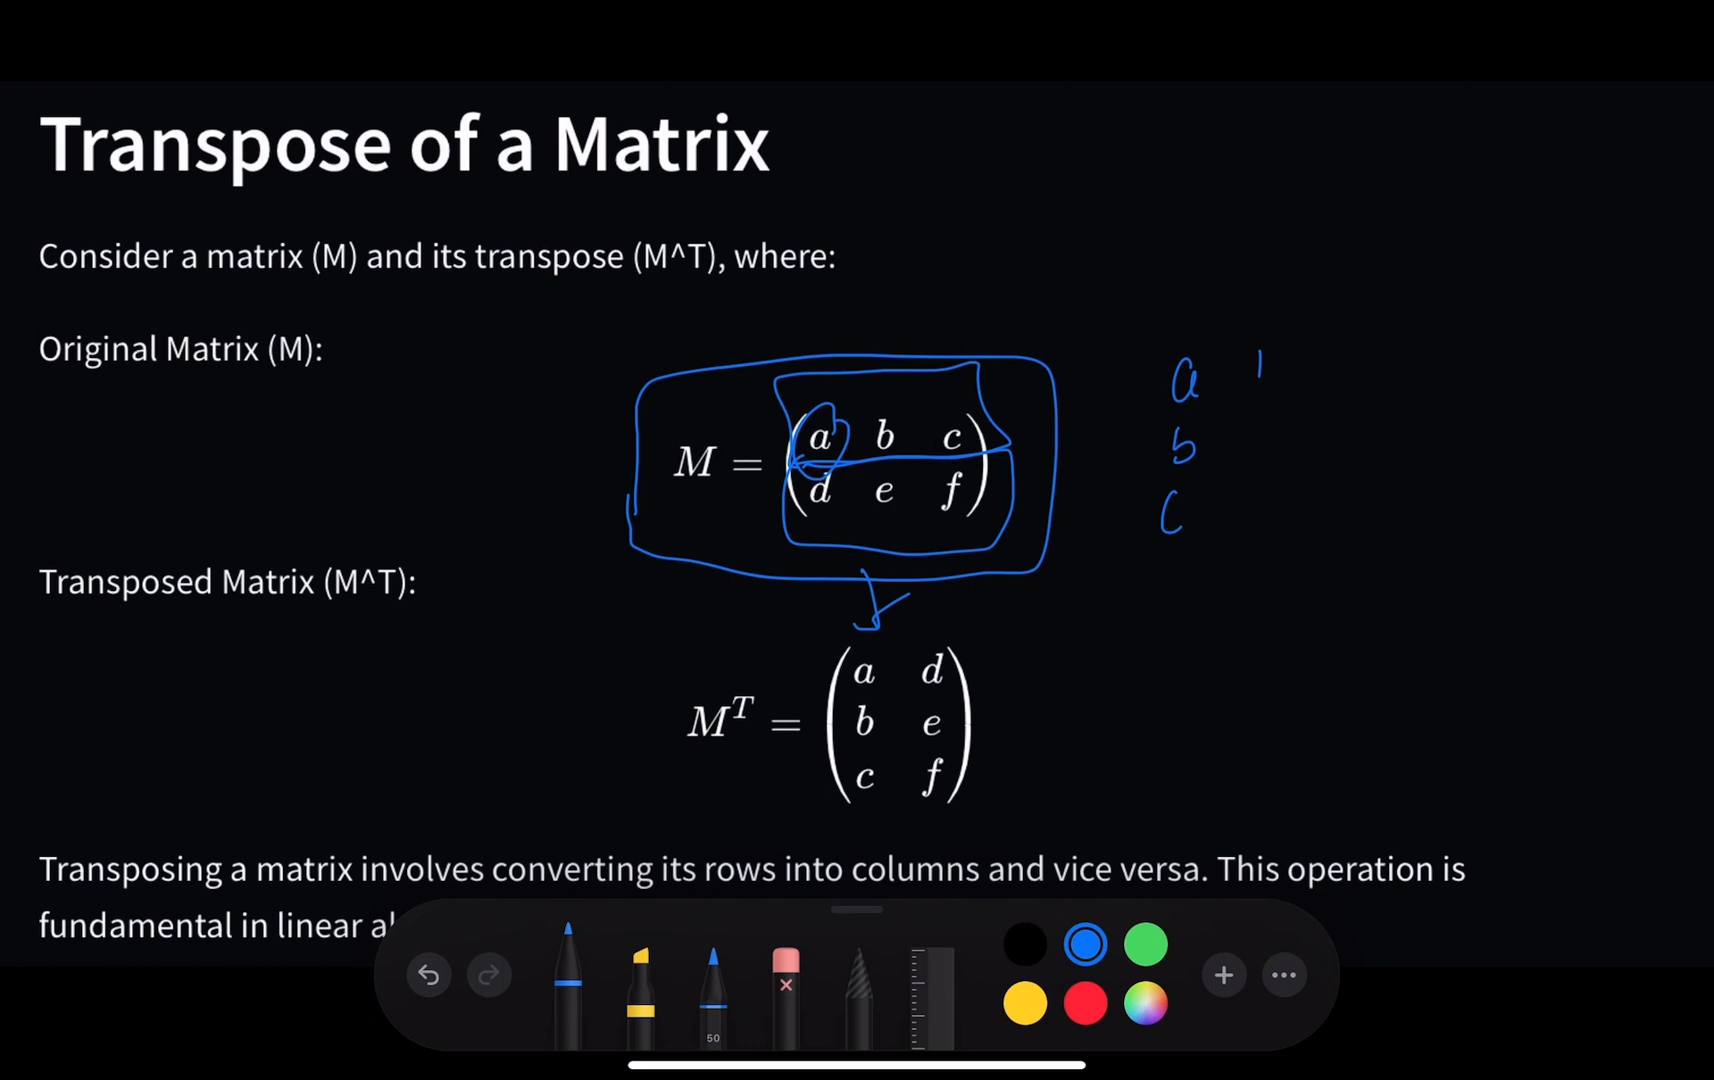 Transpose of a Matrix
Consider a matrix (M) and its transpose (M^T), where:
Original Matrix (M):
M = ( a b c
d e f )
a
b
c
Transposed Matrix (M^T):
M^T = ( a d
b e
c f )
Transposing a matrix involves converting its rows into columns and vice versa. This operation is
fundamental in linear
50